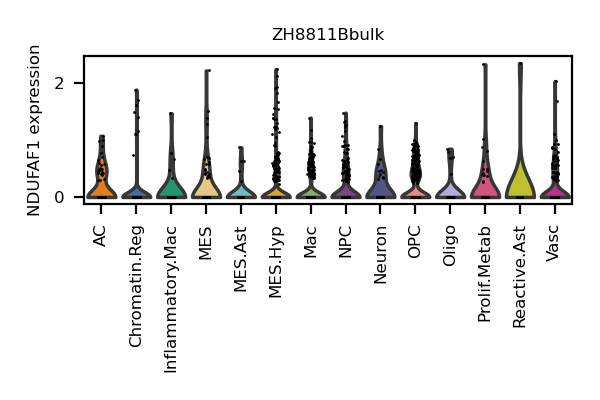 ZH8811Bbulk
NDUFAF1 expression
2
0
AC
Chromatin.Reg
Inflammatory.Mac
MES
MES.Ast
MES.Hyp
Mac
NPC
Neuron
OPC
Oligo
Prolif.Metab
Reactive.Ast
Vasc